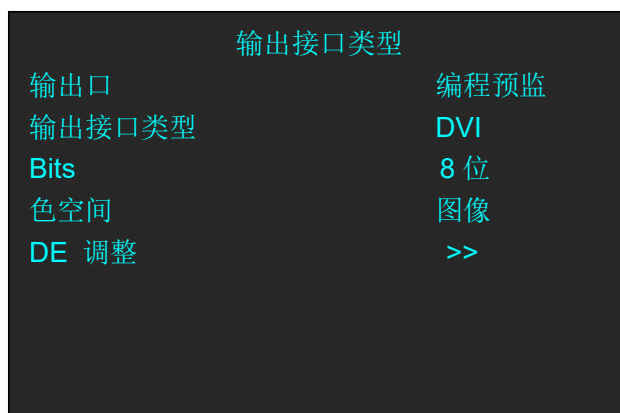 输出接口类型
输出口 编程预监
输出接口类型 DVI
Bits 8 位
色空间 图像
DE 调整 >>